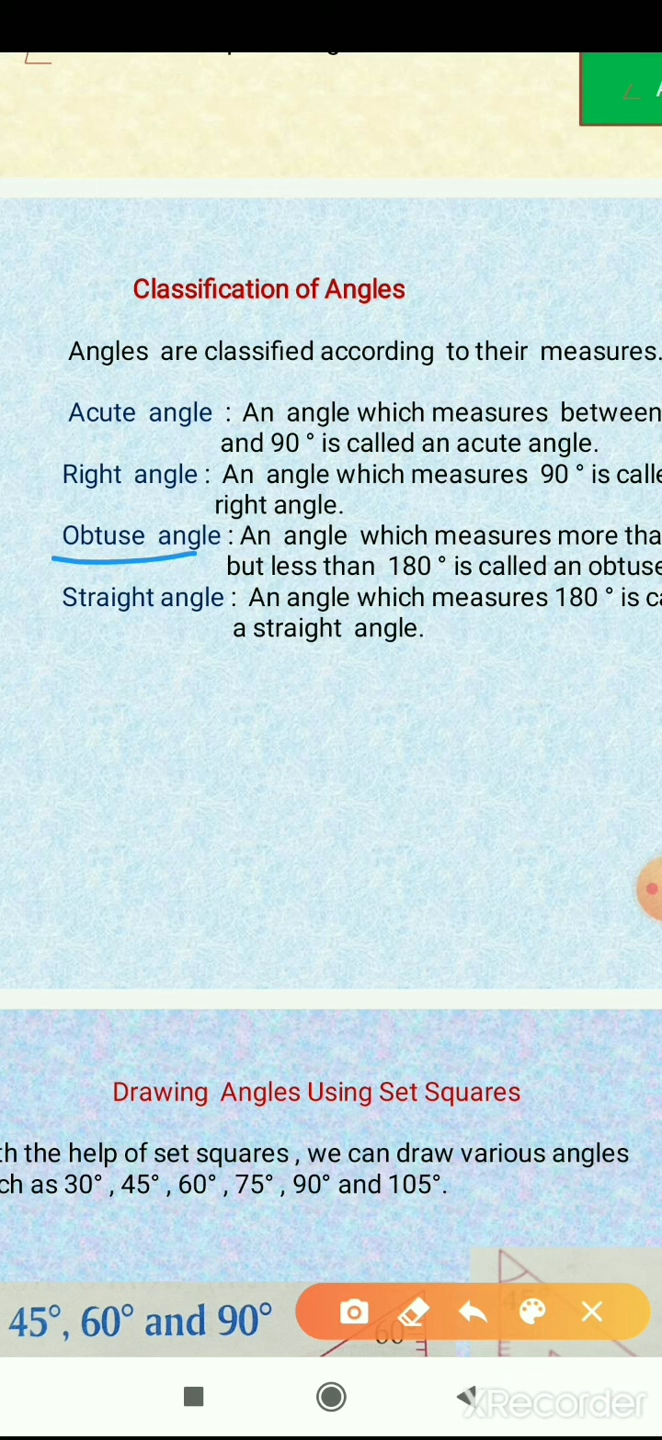 Classification of Angles
Angles are classified according to their measures.
Acute angle : An angle which measures between
and 90 ° is called an acute angle.
Right angle : An angle which measures 90 ° is calle
right angle.
Obtuse angle : An angle which measures more tha
but less than 180 ° is called an obtuse
Straight angle : An angle which measures 180 ° is ca
a straight angle.
Drawing Angles Using Set Squares
th the help of set squares , we can draw various angles
ch as 30° , 45° , 60° , 75° , 90° and 105°.
45°, 60° and 90°
45°
60°
XRecorder